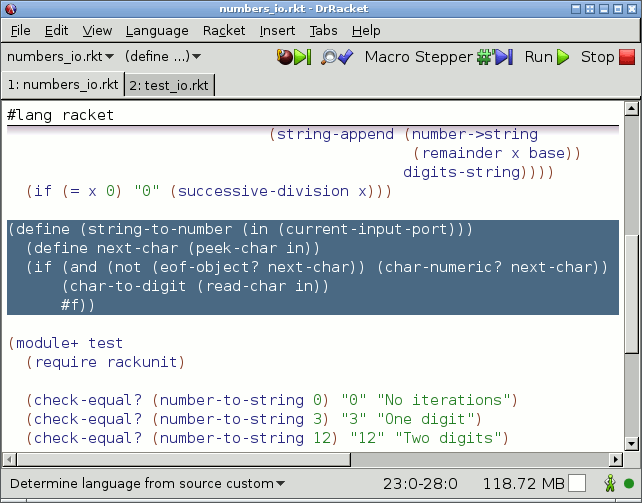 numbers_io.rkt - DrRacket
File Edit View Language Racket Insert Tabs Help
numbers_io.rkt (define ...) Macro Stepper Run Stop
1: numbers_io.rkt 2: test_io.rkt
#lang racket
(string-append (number->string
(remainder x base))
digits-string))))
(if (= x 0) "0" (successive-division x)))
(define (string-to-number (in (current-input-port)))
(define next-char (peek-char in))
(if (and (not (eof-object? next-char)) (char-numeric? next-char))
(char-to-digit (read-char in))
#f))
(module+ test
(require rackunit)
(check-equal? (number-to-string 0) "0" "No iterations")
(check-equal? (number-to-string 3) "3" "One digit")
(check-equal? (number-to-string 12) "12" "Two digits")
Determine language from source custom 23:0-28:0 118.72 MB